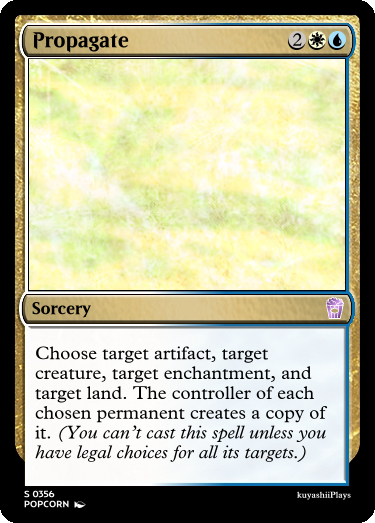 Propagate 2
Sorcery
Choose target artifact, target
creature, target enchantment, and
target land. The controller of each
chosen permanent creates a copy of
it. (You can't cast this spell unless you
have legal choices for all its targets.)
S 0356
POPCORN
kuyashiiPlays